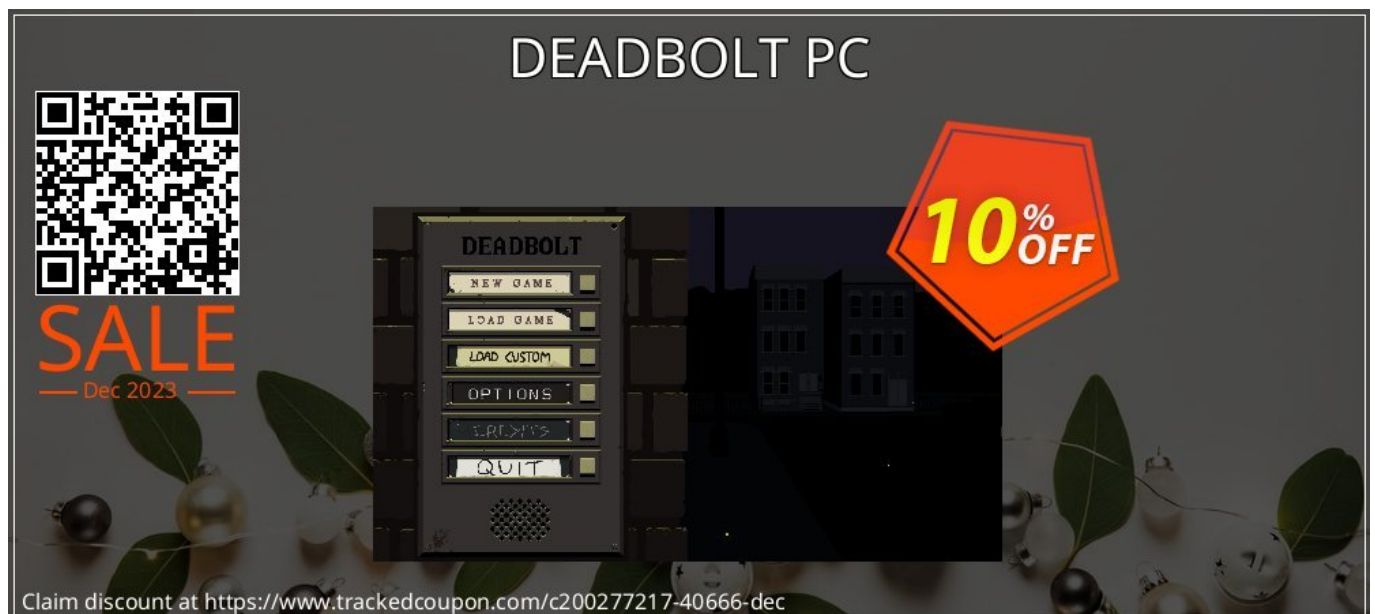 DEADBOLT PC
SALE
Dec 2023
DEADBOLT
NEW GAME
LOAD GAME
LOAD CUSTOM
OPTIONS
CREDITS
QUIT
10% OFF
Claim discount at https://www.trackedcoupon.com/c200277217-40666-dec